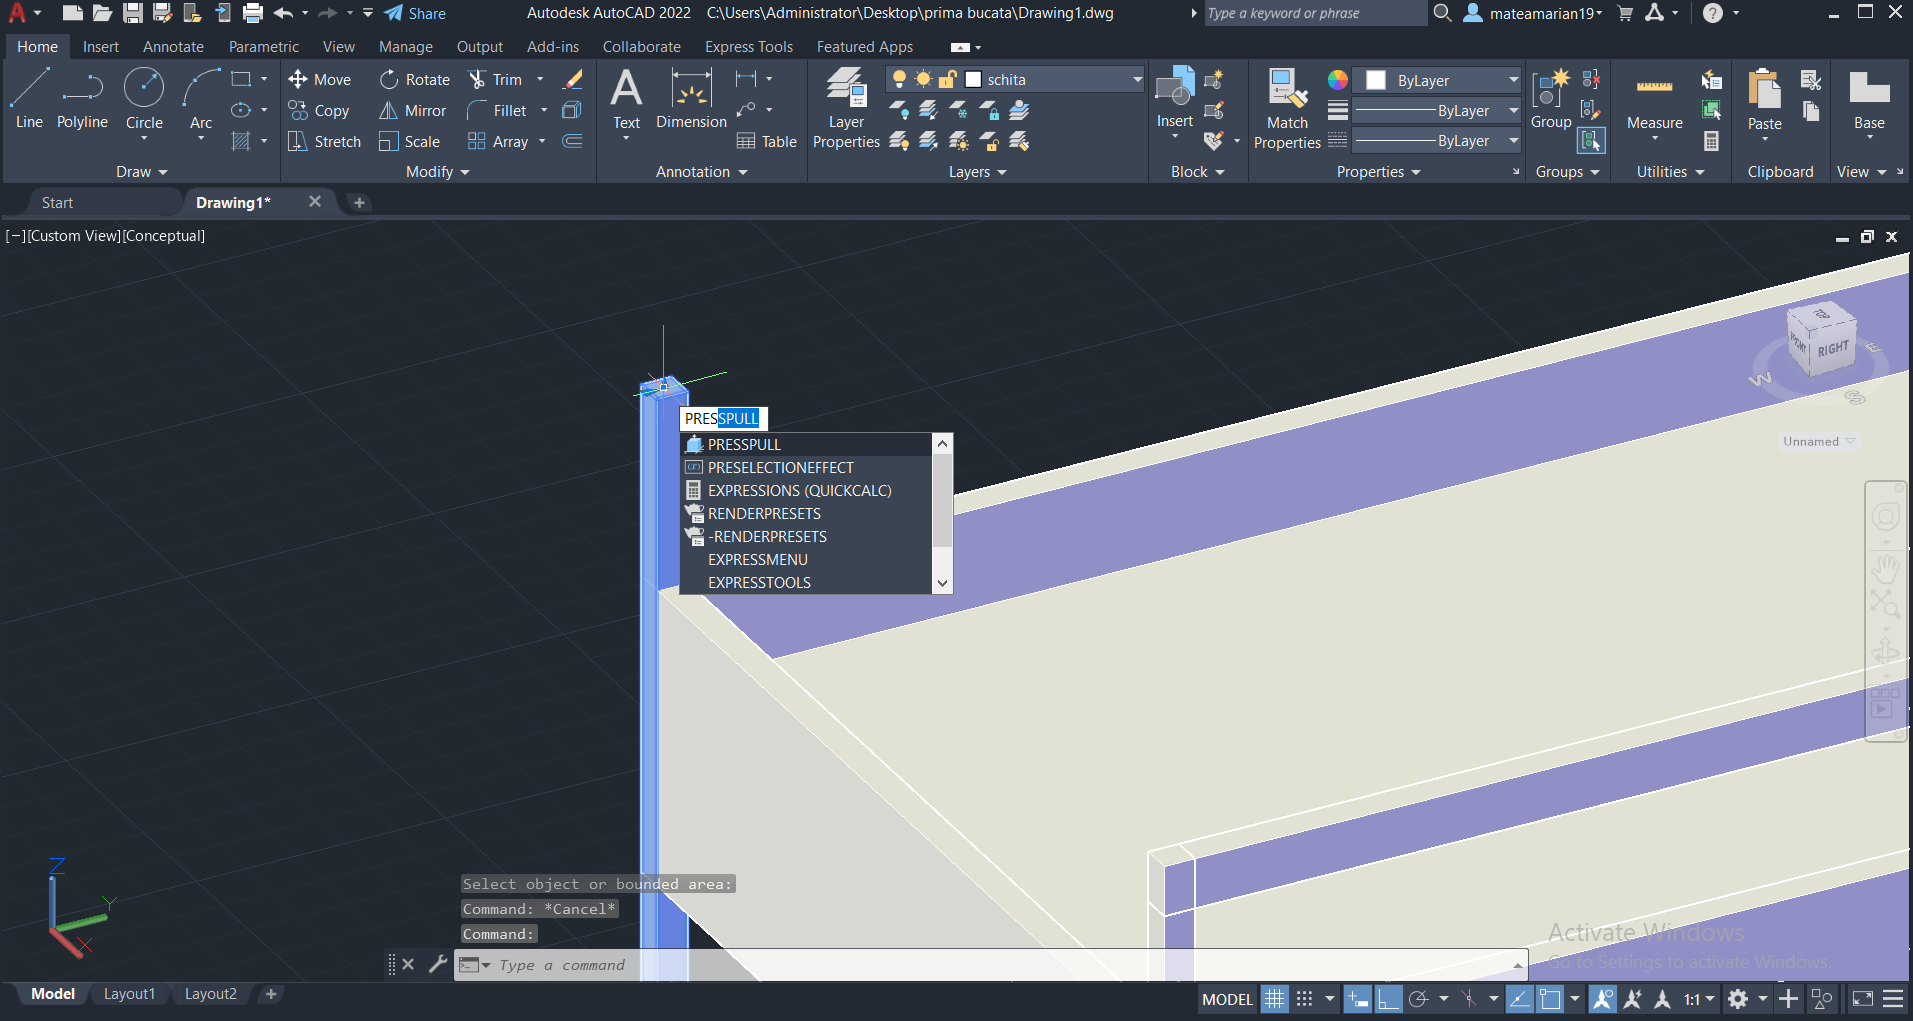 Share
Autodesk AutoCAD 2022 C:\Users\Administrator\Desktop\prima bucata\Drawing1.dwg
Type a keyword or phrase
mateamarian19
Home Insert Annotate Parametric View Manage Output Add-ins Collaborate Express Tools Featured Apps
Line Polyline Circle Arc
Draw
Move Rotate Trim
Copy Mirror Fillet
Stretch Scale Array
Modify
Text Dimension
Table
Annotation
Layer
Properties
schita
Layers
Insert
Block
Match
Properties
ByLayer
ByLayer
ByLayer
Properties
Group
Groups
Measure
Utilities
Paste
Clipboard
Base
View
Start Drawing1*
[−][Custom View][Conceptual]
TOP
FRONT RIGHT
W E
S
Unnamed
PRESSPULL
PRESSPULL
PRESELECTIONEFFECT
EXPRESSIONS (QUICKCALC)
RENDERPRESETS
-RENDERPRESETS
EXPRESSMENU
EXPRESSTOOLS
Z
Y
X
Select object or bounded area:
Command: *Cancel*
Command:
Type a command
Activate Windows
Go to Settings to activate Windows.
Model Layout1 Layout2
MODEL
1:1